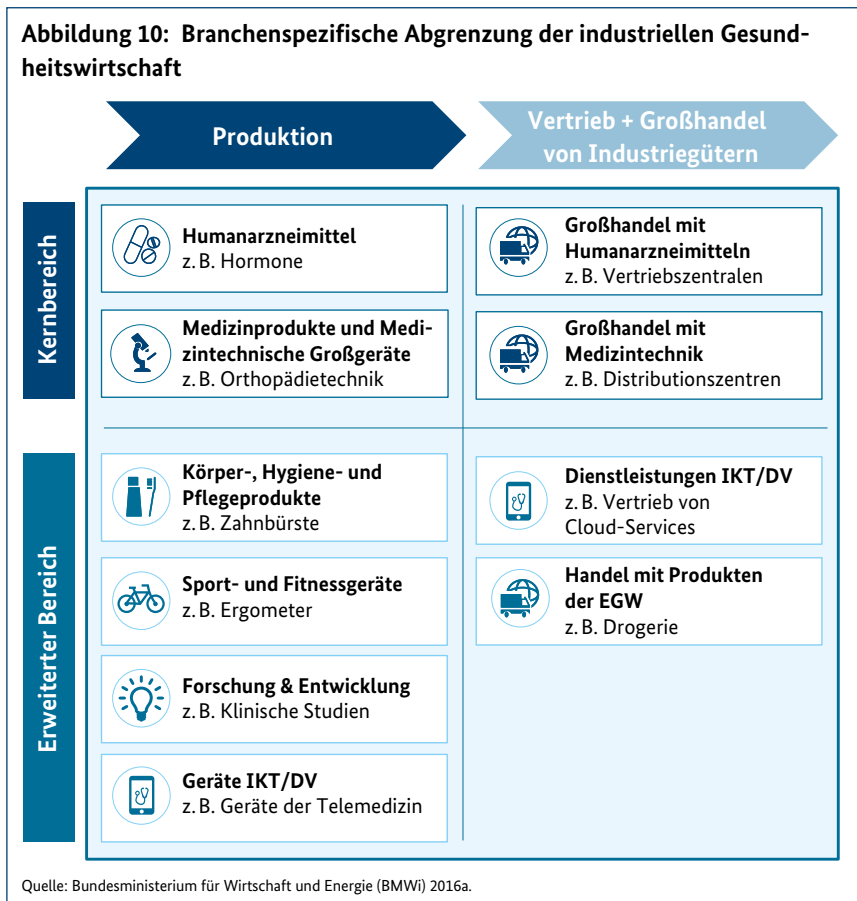 Abbildung 10: Branchenspezifische Abgrenzung der industriellen Gesund-
heitswirtschaft
Produktion
Vertrieb + Großhandel
von Industriegütern
Kernbereich
Humanarzneimittel
z. B. Hormone
Großhandel mit
Humanarzneimitteln
z. B. Vertriebszentralen
Medizinprodukte und Medi-
zintechnische Großgeräte
z. B. Orthopädietechnik
Großhandel mit
Medizintechnik
z. B. Distributionszentren
Erweiterter Bereich
Körper-, Hygiene- und
Pflegeprodukte
z. B. Zahnbürste
Dienstleistungen IKT/DV
z. B. Vertrieb von
Cloud-Services
Sport- und Fitnessgeräte
z. B. Ergometer
Handel mit Produkten
der EGW
z. B. Drogerie
Forschung & Entwicklung
z. B. Klinische Studien
Geräte IKT/DV
z. B. Geräte der Telemedizin
Quelle: Bundesministerium für Wirtschaft und Energie (BMWi) 2016a.